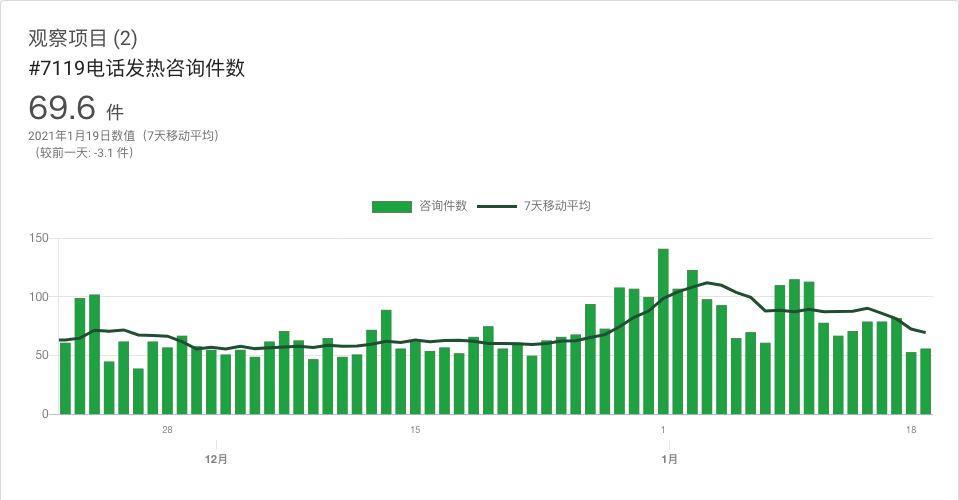 观察项目 (2)
#7119电话发热咨询件数
69.6 件
2021年1月19日数值（7天移动平均）
（较前一天: -3.1 件）
咨询件数 7天移动平均
150
100
50
0
28 15 1 18
12月 1月